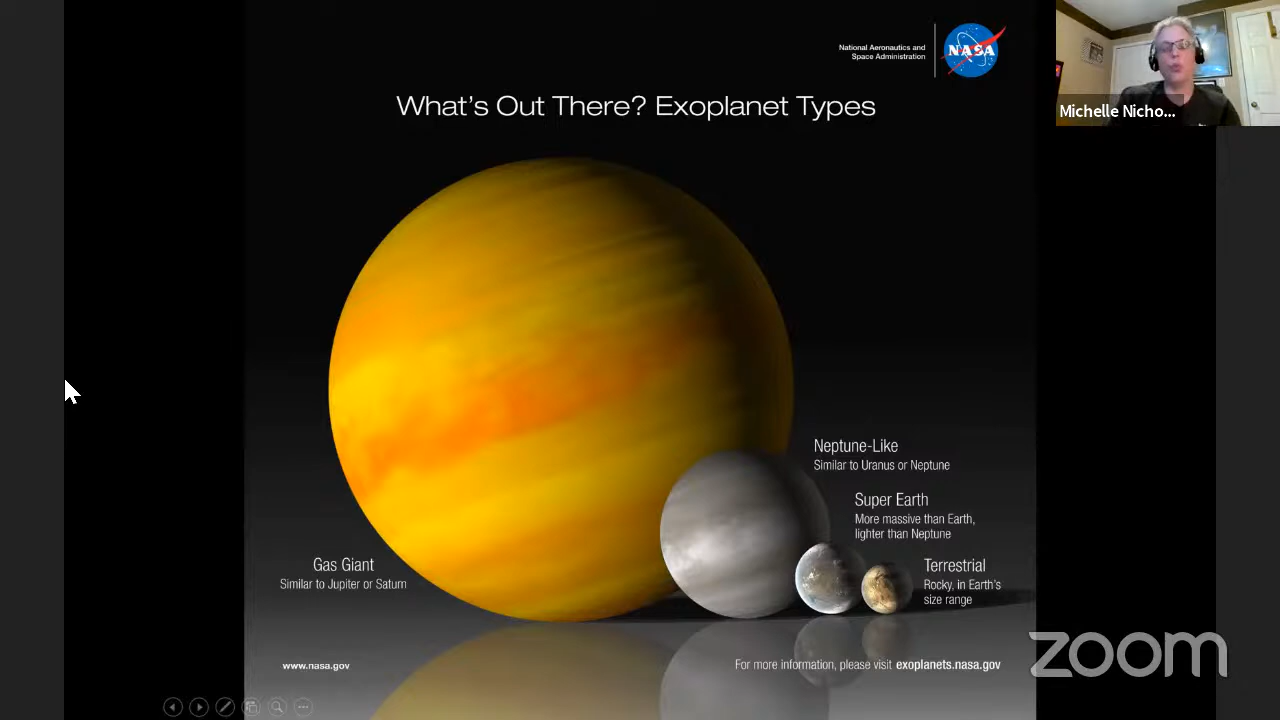 National Aeronautics and
Space Administration
NASA
Michelle Nicho...
What's Out There? Exoplanet Types
Neptune-Like
Similar to Uranus or Neptune
Super Earth
More massive than Earth,
lighter than Neptune
Gas Giant
Similar to Jupiter or Saturn
Terrestrial
Rocky, in Earth's
size range
www.nasa.gov
For more information, please visit exoplanets.nasa.gov
zoom